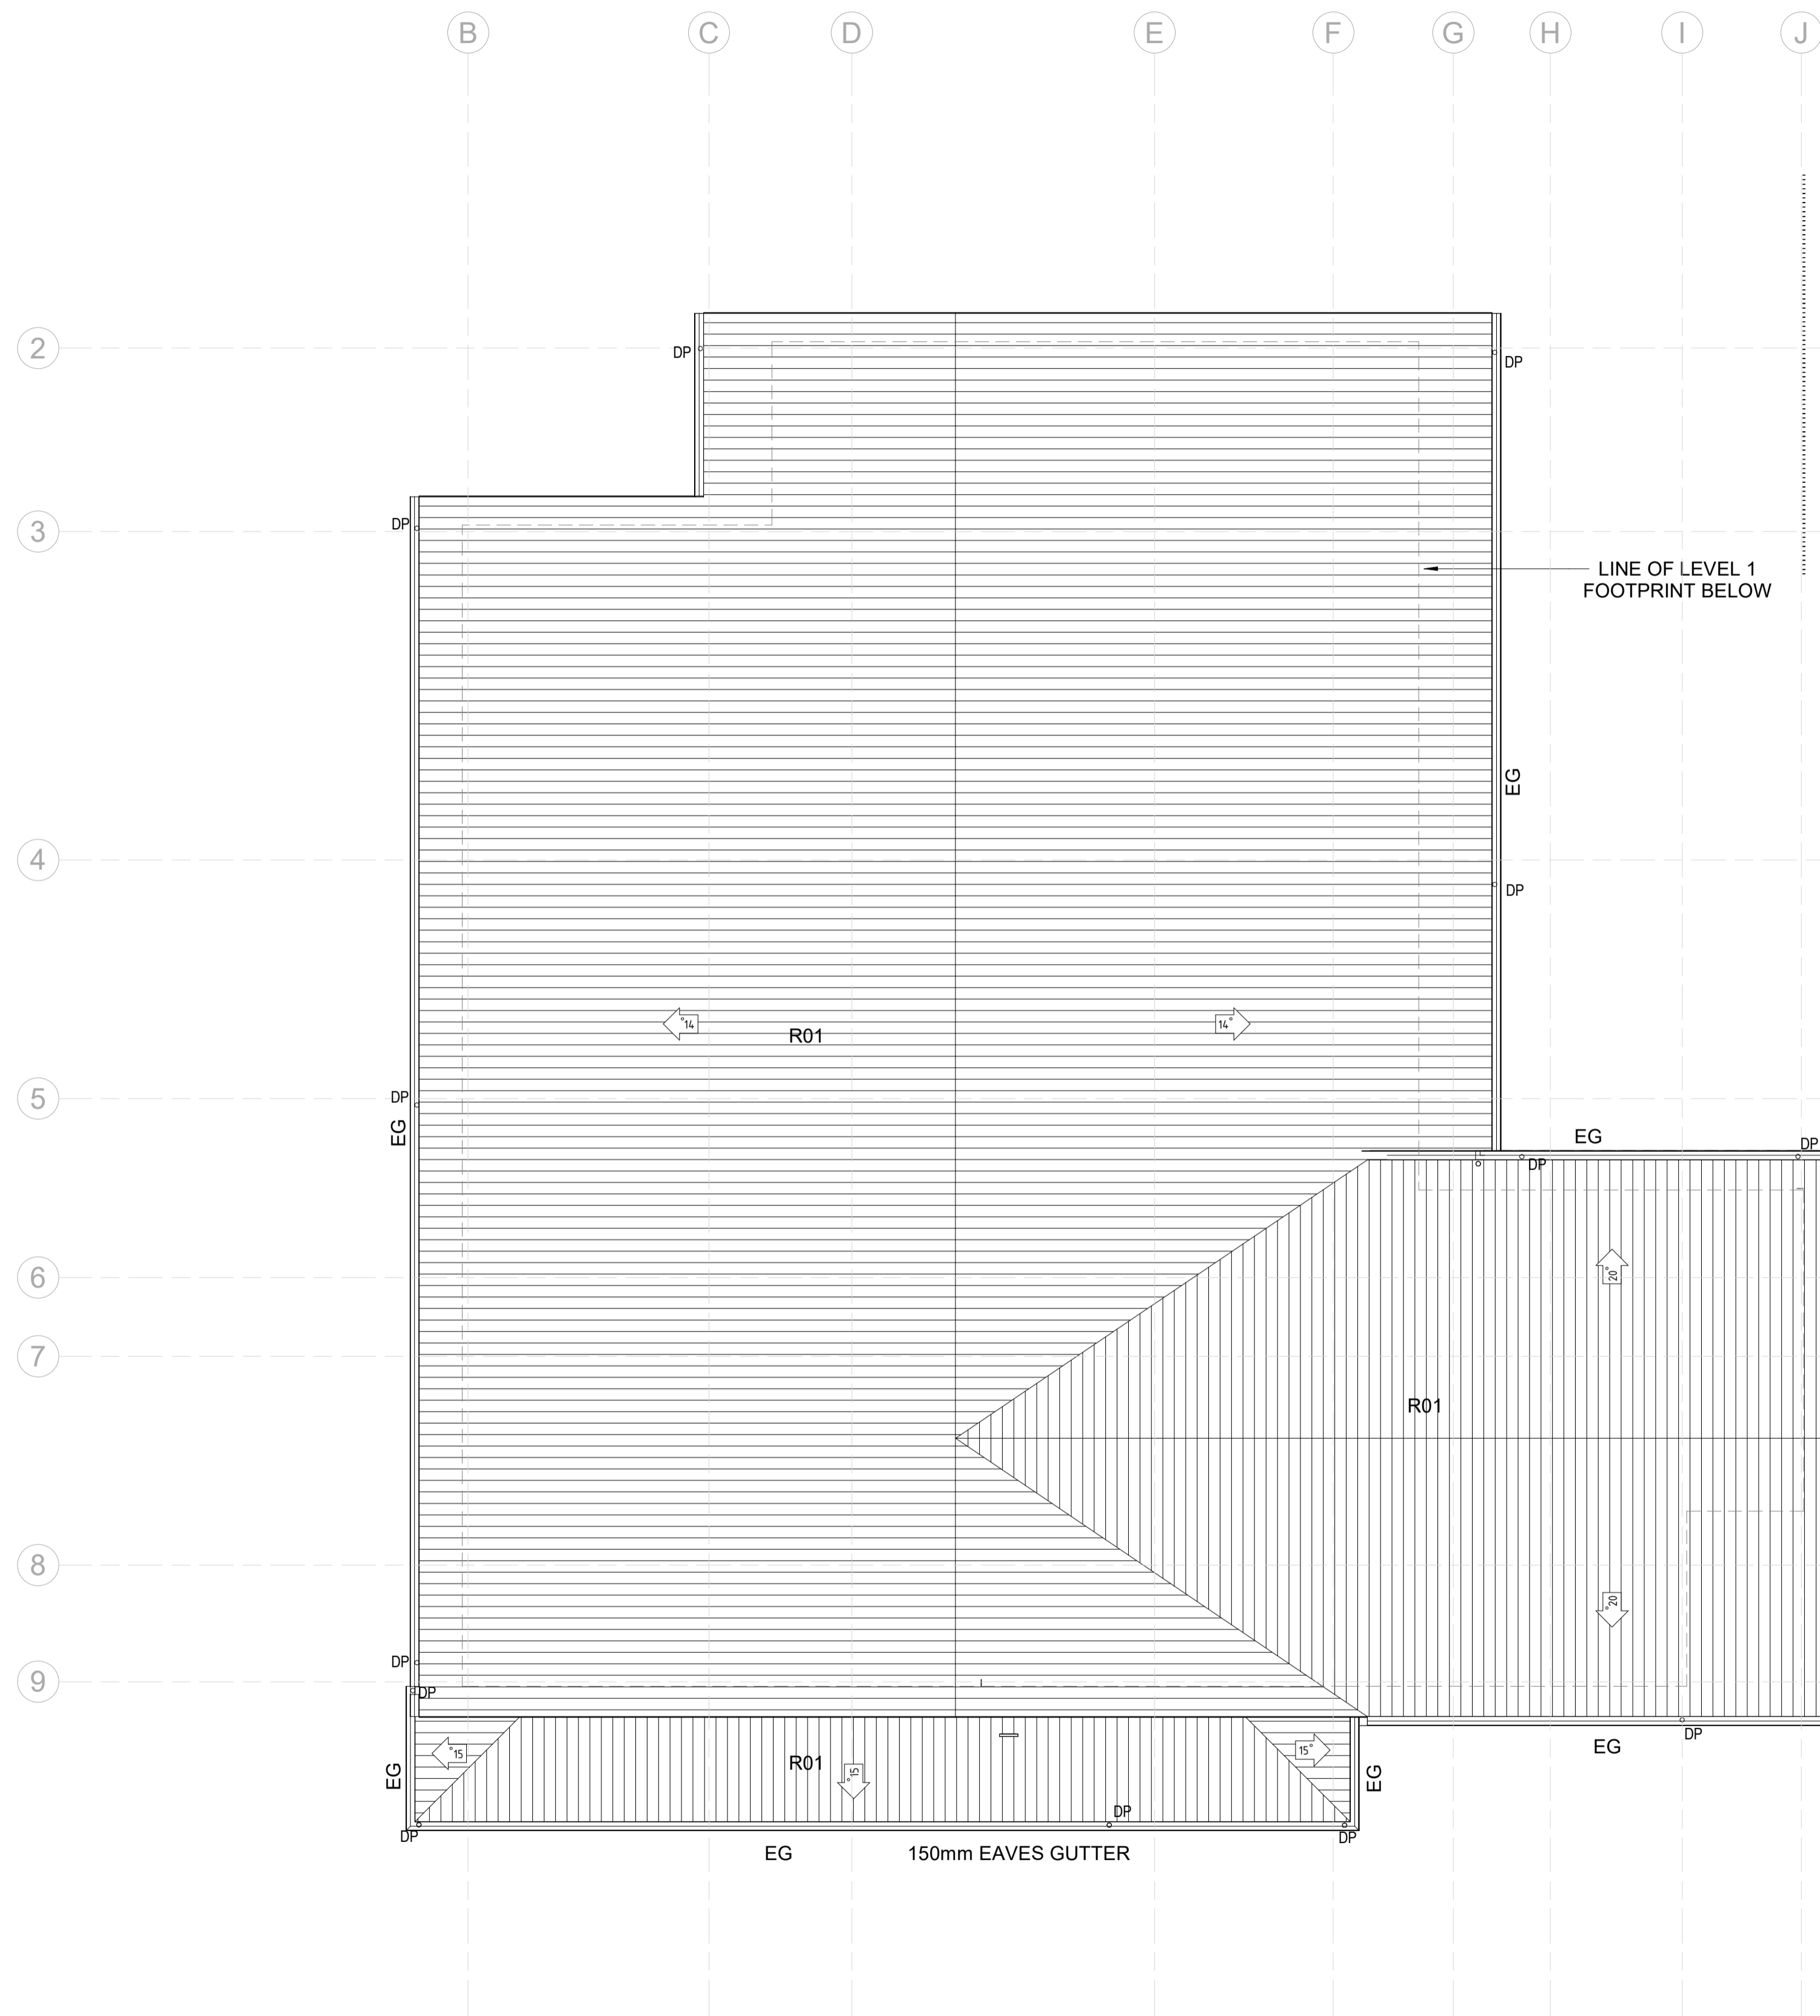 B
C
D
E
F
G
H
I
J
2
DP
DP
3
DP
LINE OF LEVEL 1
FOOTPRINT BELOW
EG
4
DP
14°
R01
14°
5
DP
EG
EG
DP
DP
6
20°
7
R01
8
20°
DP
9
DP
DP
EG
15°
R01
15°
15°
EG
EG
DP
DP
DP
EG
150mm EAVES GUTTER